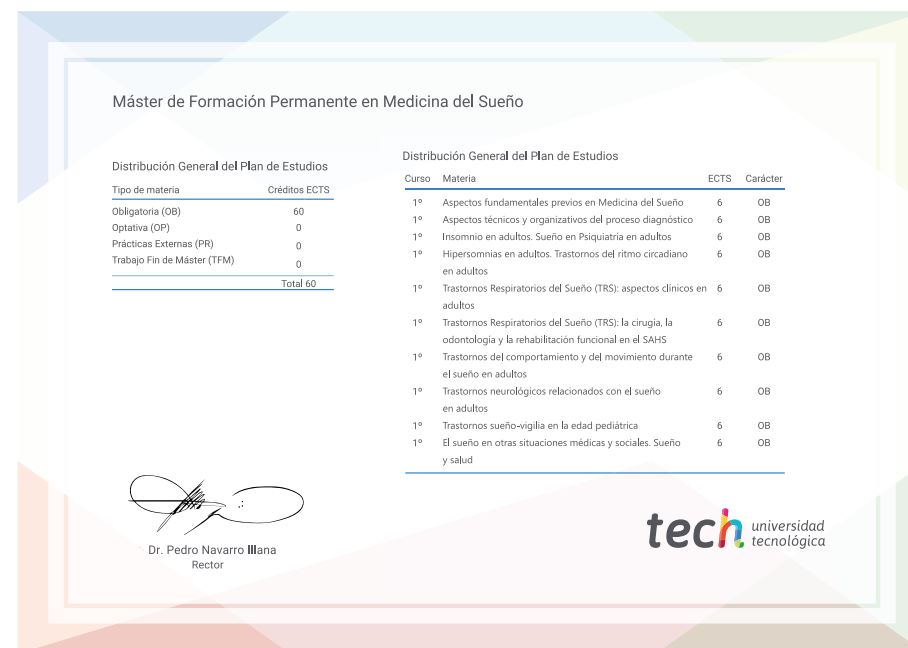 Máster de Formación Permanente en Medicina del Sueño
Distribución General del Plan de Estudios
Tipo de materia Créditos ECTS
Obligatoria (OB) 60
Optativa (OP) 0
Prácticas Externas (PR) 0
Trabajo Fin de Máster (TFM) 0
Total 60
Distribución General del Plan de Estudios
Curso Materia ECTS Carácter
1º Aspectos fundamentales previos en Medicina del Sueño 6 OB
1º Aspectos técnicos y organizativos del proceso diagnóstico 6 OB
1º Insomnio en adultos. Sueño en Psiquiatría en adultos 6 OB
1º Hipersomnias en adultos. Trastornos del ritmo circadiano 6 OB
en adultos
1º Trastornos Respiratorios del Sueño (TRS): aspectos clínicos en 6 OB
adultos
1º Trastornos Respiratorios del Sueño (TRS): la cirugía, la 6 OB
odontología y la rehabilitación funcional en el SAHS
1º Trastornos del comportamiento y del movimiento durante 6 OB
el sueño en adultos
1º Trastornos neurológicos relacionados con el sueño 6 OB
en adultos
1º Trastornos sueño-vigilia en la edad pediátrica 6 OB
1º El sueño en otras situaciones médicas y sociales. Sueño 6 OB
y salud
Dr. Pedro Navarro Illana
Rector
tech universidad
tecnológica